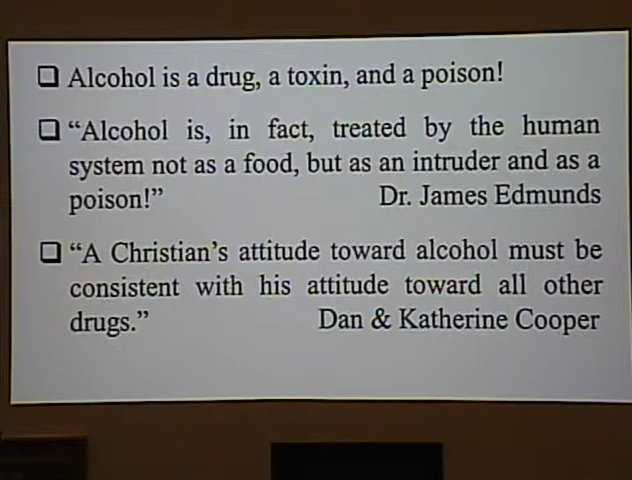 ❑ Alcohol is a drug, a toxin, and a poison!
❑ “Alcohol is, in fact, treated by the human
system not as a food, but as an intruder and as a
poison!” Dr. James Edmunds
❑ “A Christian’s attitude toward alcohol must be
consistent with his attitude toward all other
drugs.” Dan & Katherine Cooper